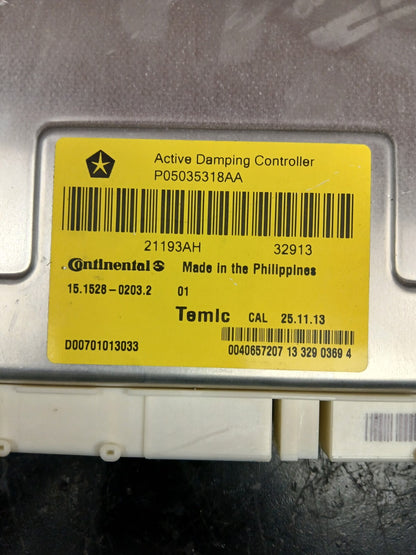 Active Damping Controller
P05035318AA
21193AH 32913
Continental Made in the Philippines
15.1528-0203.2 01
Temic CAL 25.11.13
D00701013033 0040657207 13 329 0369 4